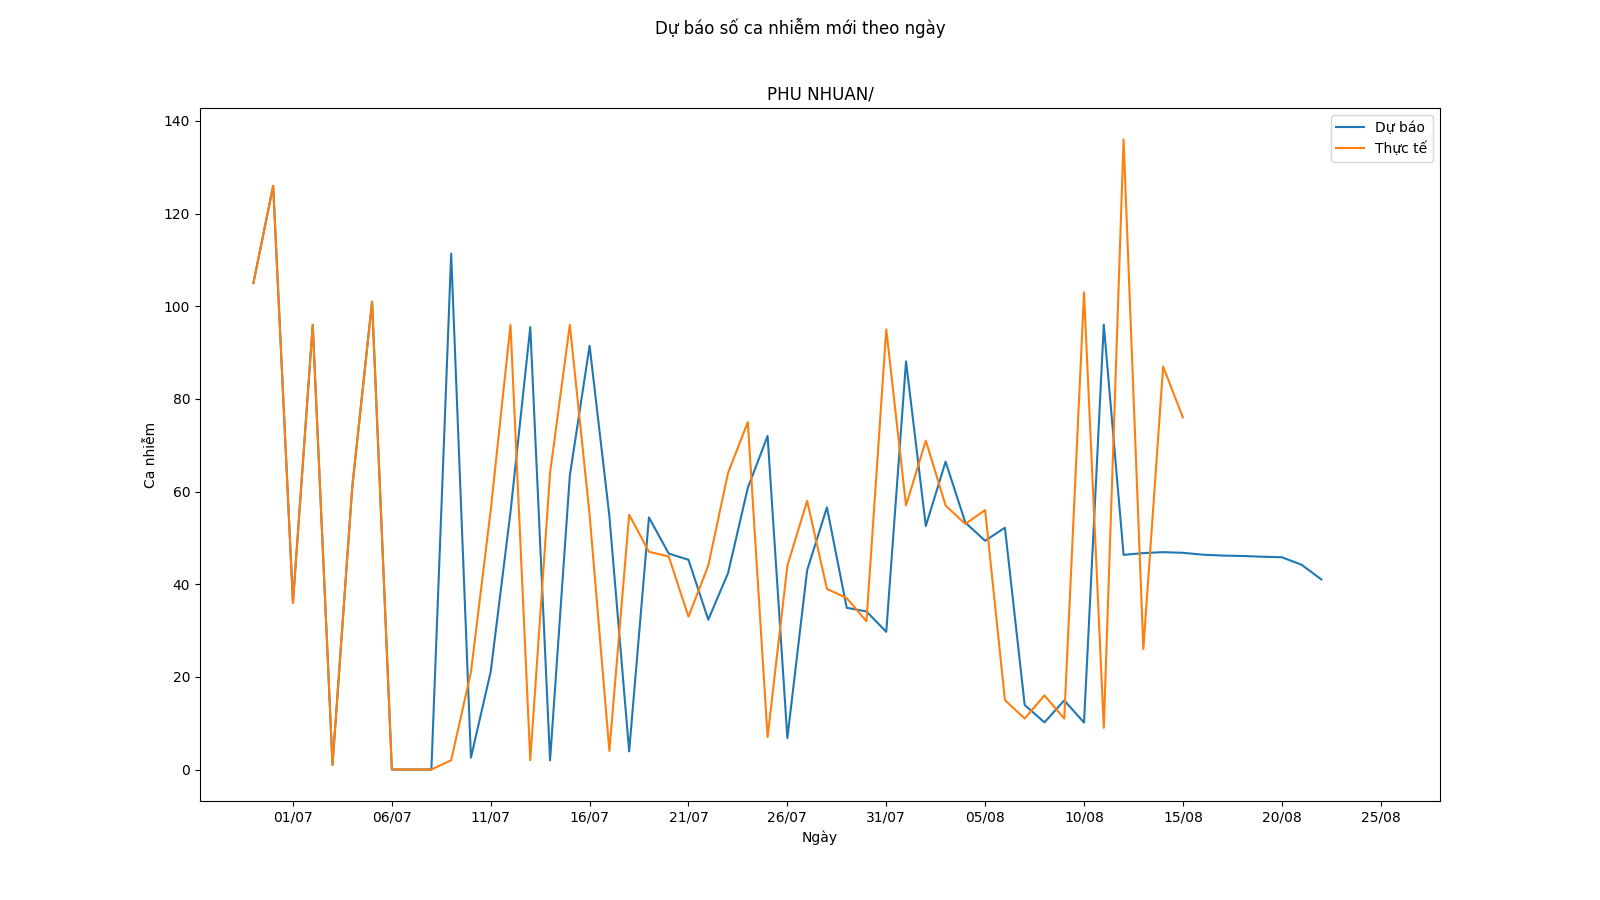 Dự báo số ca nhiễm mới theo ngày
PHU NHUAN/
Dự báo
Thực tế
140
120
100
80
60
40
20
0
Ca nhiễm
01/07 06/07 11/07 16/07 21/07 26/07 31/07 05/08 10/08 15/08 20/08 25/08
Ngày